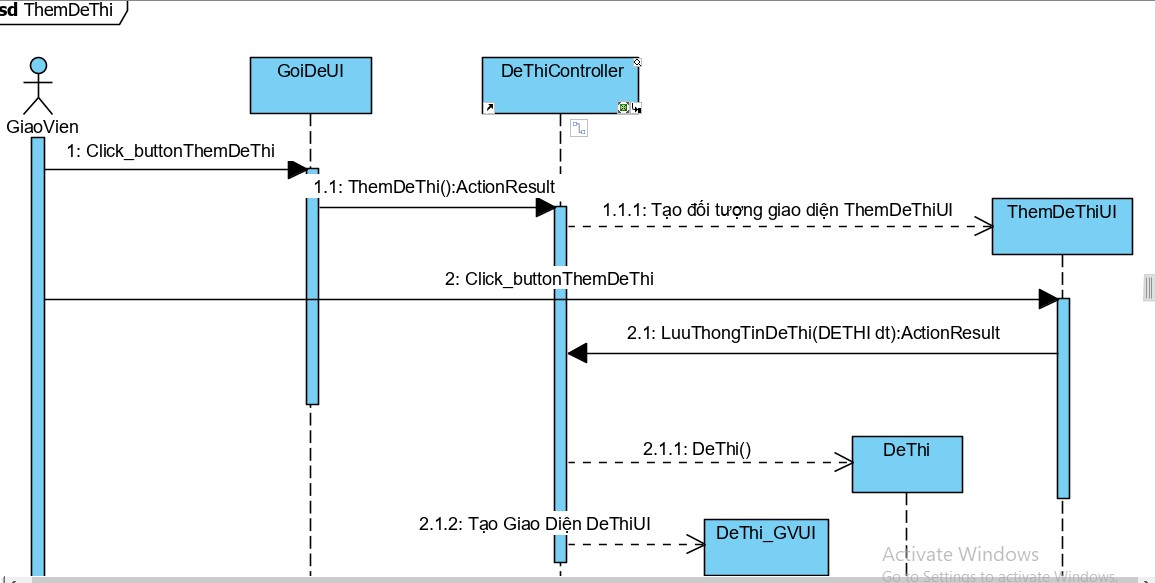 sd ThemDeThi
GoiDeUI
DeThiController
GiaoVien
1: Click_buttonThemDeThi
1.1: ThemDeThi():ActionResult
1.1.1: Tạo đối tượng giao diện ThemDeThiUI
ThemDeThiUI
2: Click_buttonThemDeThi
2.1: LuuThongTinDeThi(DETHI dt):ActionResult
2.1.1: DeThi()
DeThi
2.1.2: Tạo Giao Diện DeThiUI
DeThi_GVUI
Activate Windows
Go to Settings to activate Windows.